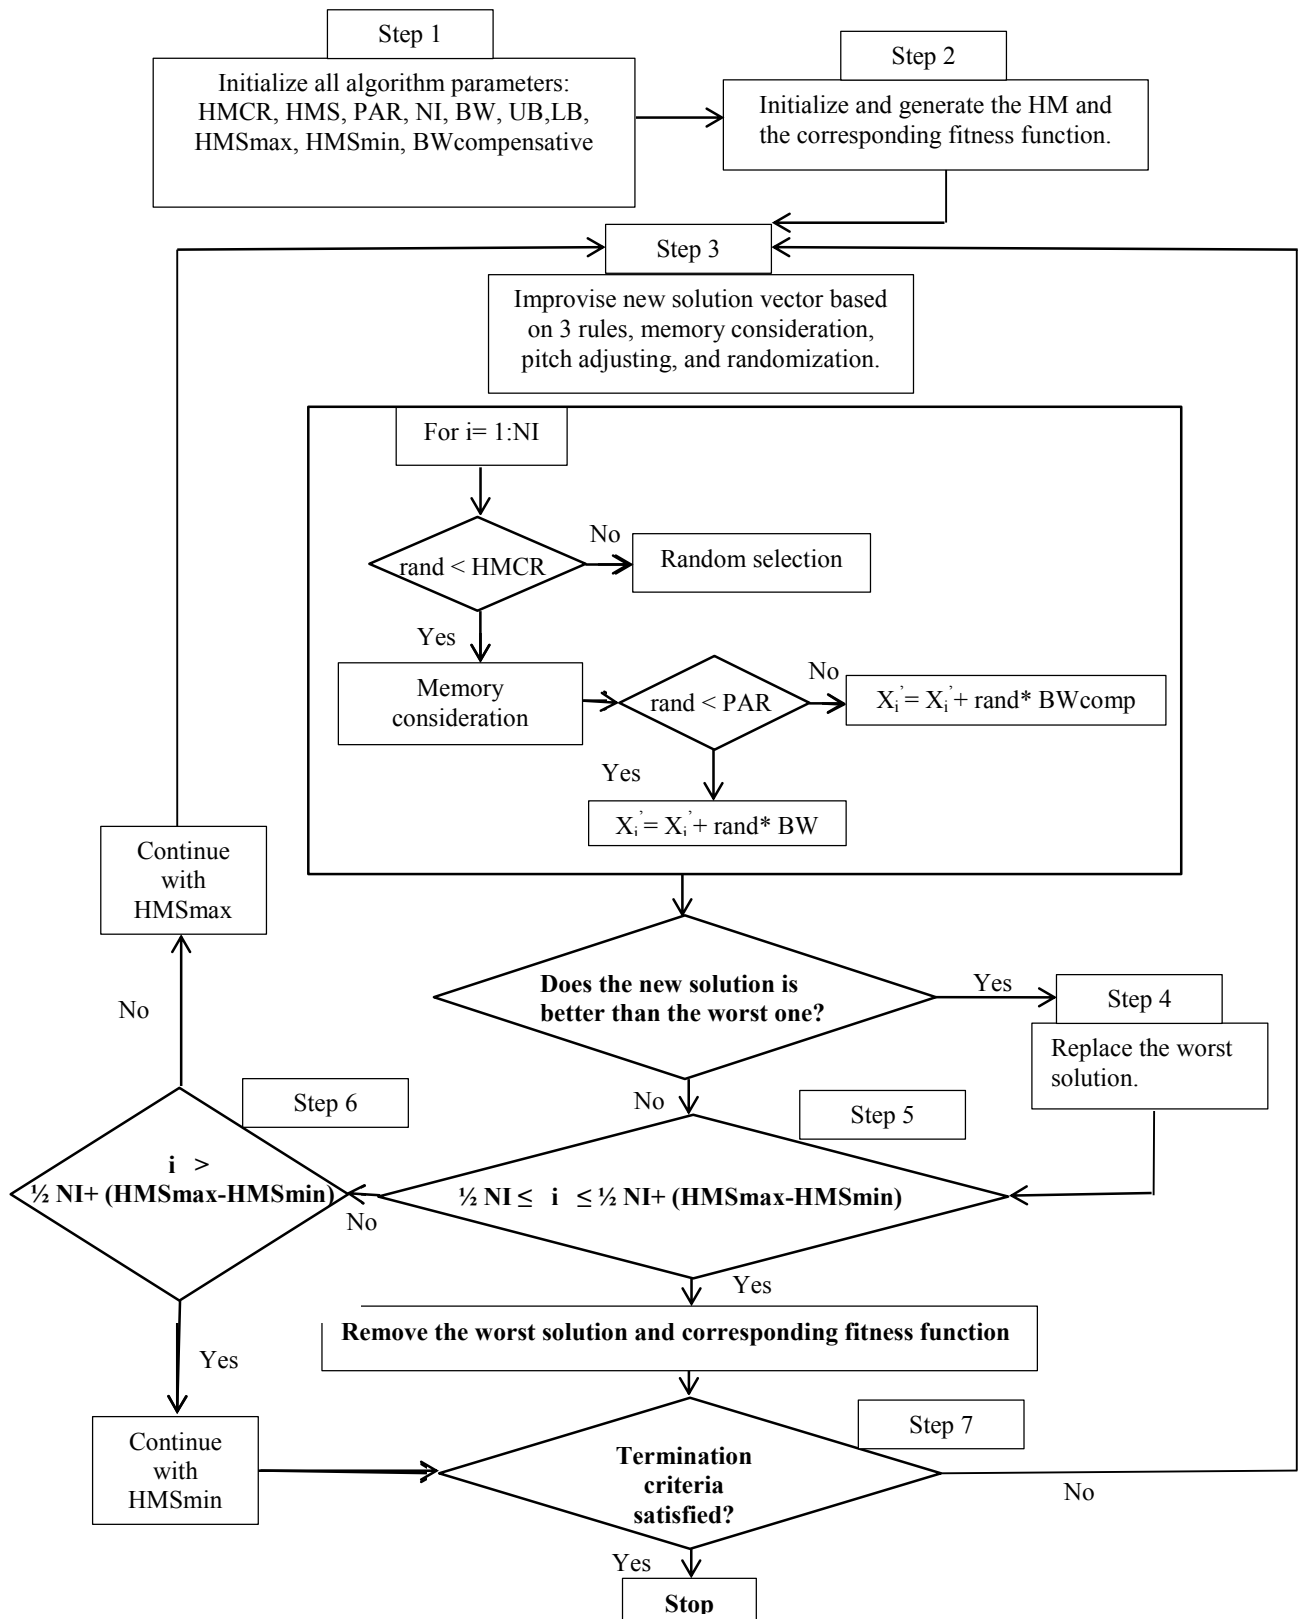 Step 1
Initialize all algorithm parameters:
HMCR, HMS, PAR, NI, BW, UB,LB,
HMSmax, HMSmin, BWcompensative
Step 2
Initialize and generate the HM and
the corresponding fitness function.
Step 3
Improvise new solution vector based
on 3 rules, memory consideration,
pitch adjusting, and randomization.
For i= 1:NI
rand < HMCR
No
Random selection
Yes
Memory
consideration
rand < PAR
No
Xi'= Xi'+ rand* BWcomp
Yes
Xi'= Xi'+ rand* BW
Continue
with
HMSmax
No
Does the new solution is
better than the worst one?
Yes
Step 4
Replace the worst
solution.
No
Step 5
½ NI ≤ i ≤ ½ NI+ (HMSmax-HMSmin)
No
Step 6
i >
½ NI+ (HMSmax-HMSmin)
Yes
Remove the worst solution and corresponding fitness function
Yes
Continue
with
HMSmin
Step 7
Termination
criteria
satisfied?
No
Yes
Stop